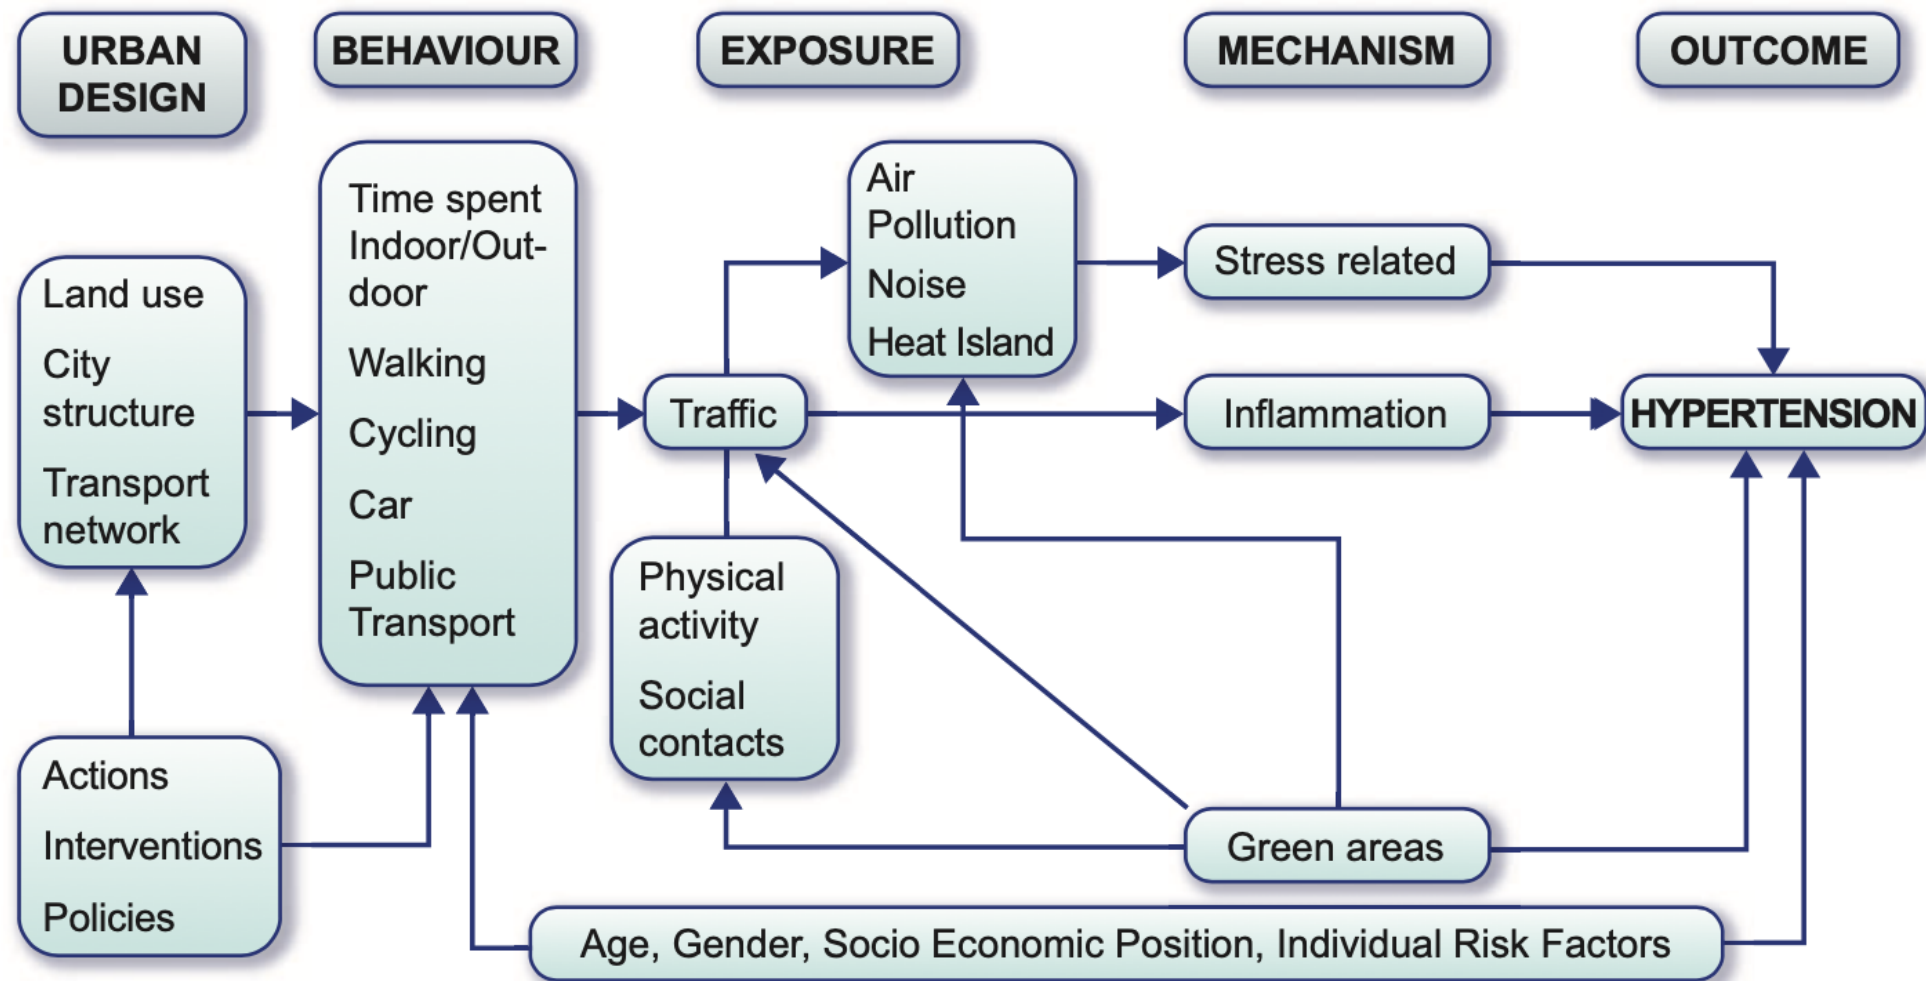 URBAN
DESIGN
BEHAVIOUR
EXPOSURE
MECHANISM
OUTCOME
Land use
City
structure
Transport
network
Actions
Interventions
Policies
Time spent
Indoor/Out-
door
Walking
Cycling
Car
Public
Transport
Traffic
Air
Pollution
Noise
Heat Island
Physical
activity
Social
contacts
Stress related
Inflammation
Green areas
HYPERTENSION
Age, Gender, Socio Economic Position, Individual Risk Factors